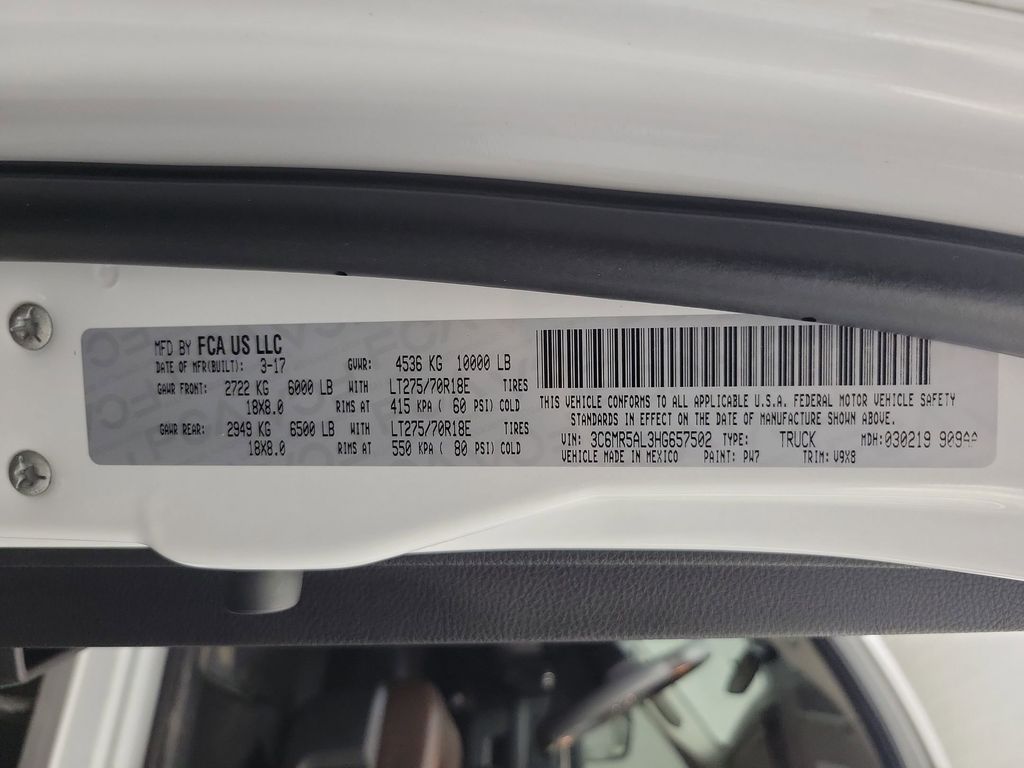 MFD BY FCA US LLC
DATE OF MFR(BUILT): 3-17 GVWR: 4536 KG 10000 LB
GAWR FRONT: 2722 KG 6000 LB WITH LT275/70R18E TIRES
18X8.0 RIMS AT 415 KPA ( 60 PSI) COLD
GAWR REAR: 2949 KG 6500 LB WITH LT275/70R18E TIRES
18X8.0 RIMS AT 550 KPA ( 80 PSI) COLD
THIS VEHICLE CONFORMS TO ALL APPLICABLE U.S.A. FEDERAL MOTOR VEHICLE SAFETY
STANDARDS IN EFFECT ON THE DATE OF MANUFACTURE SHOWN ABOVE.
VIN: 3C6MR5AL3HG657502 TYPE: TRUCK MDH: 030219 909AA
VEHICLE MADE IN MEXICO PAINT: PW7 TRIM: V9X8